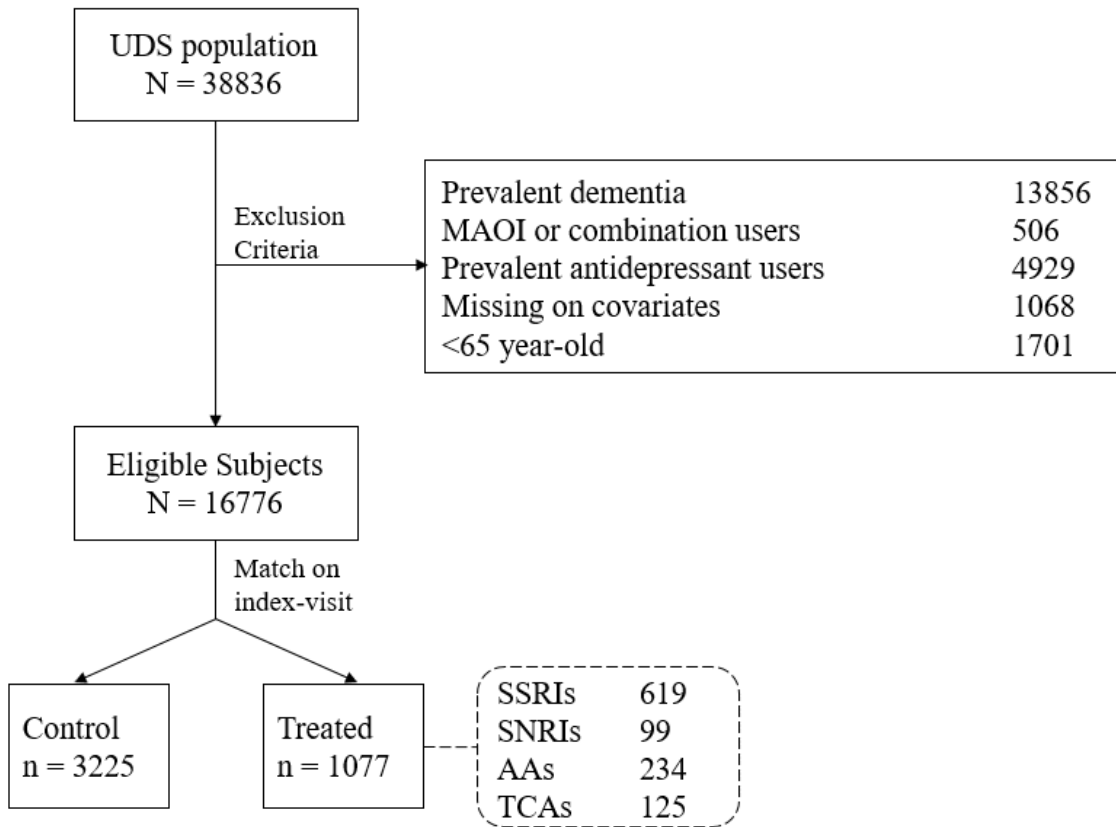 UDS population
N = 38836
Exclusion
Criteria
Prevalent dementia 13856
MAOI or combination users 506
Prevalent antidepressant users 4929
Missing on covariates 1068
<65 year-old 1701
Eligible Subjects
N = 16776
Match on
index-visit
Control
n = 3225
Treated
n = 1077
SSRIs 619
SNRIs 99
AAs 234
TCAs 125